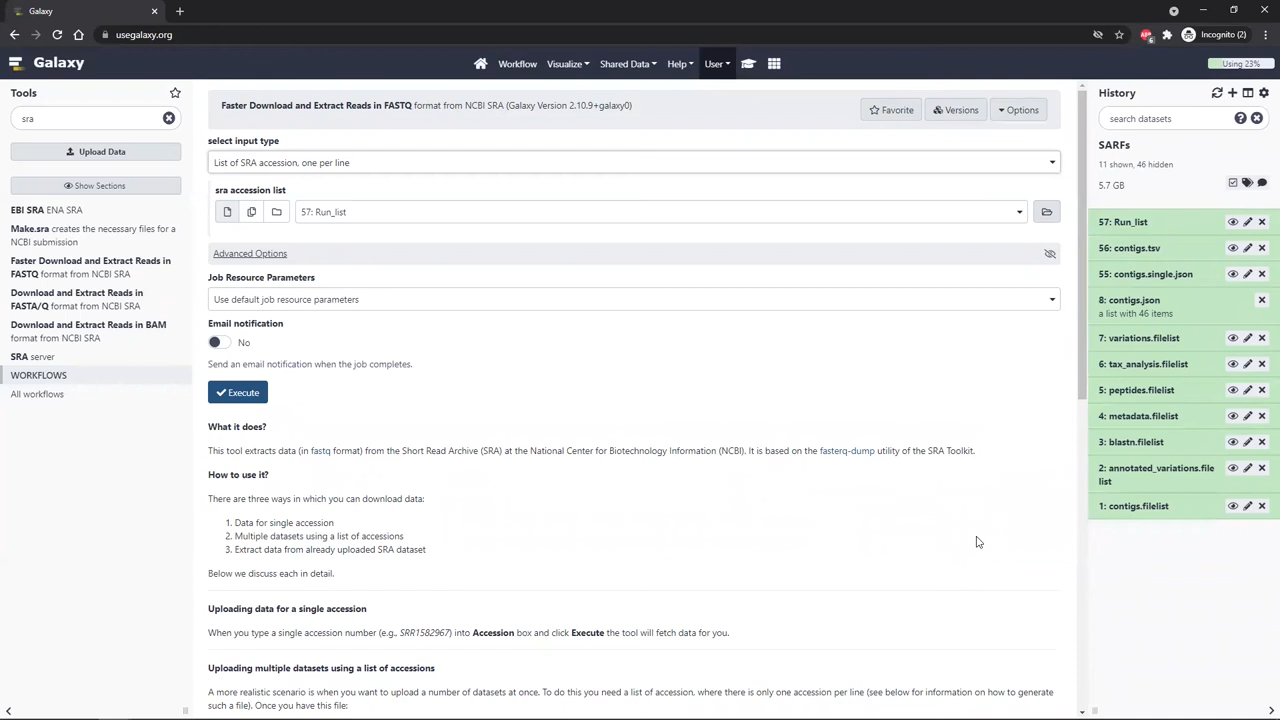 Galaxy
usegalaxy.org
Incognito (2)
Galaxy
Workflow
Visualize
Shared Data
Help
User
Using 23%
Tools
sra
Upload Data
Show Sections
EBI SRA ENA SRA
Make.sra creates the necessary files for a
NCBI submission
Faster Download and Extract Reads in
FASTQ format from NCBI SRA
Download and Extract Reads in
FASTA/Q format from NCBI SRA
Download and Extract Reads in BAM
format from NCBI SRA
SRA server
WORKFLOWS
All workflows
Faster Download and Extract Reads in FASTQ format from NCBI SRA (Galaxy Version 2.10.9+galaxy0)
Favorite
Versions
Options
select input type
List of SRA accession, one per line
sra accession list
57: Run_list
Advanced Options
Job Resource Parameters
Use default job resource parameters
Email notification
No
Send an email notification when the job completes.
Execute
What it does?
This tool extracts data (in fastq format) from the Short Read Archive (SRA) at the National Center for Biotechnology Information (NCBI). It is based on the fasterq-dump utility of the SRA Toolkit.
How to use it?
There are three ways in which you can download data:
1. Data for single accession
2. Multiple datasets using a list of accessions
3. Extract data from already uploaded SRA dataset
Below we discuss each in detail.
Uploading data for a single accession
When you type a single accession number (e.g., SRR1582967) into Accession box and click Execute the tool will fetch data for you.
Uploading multiple datasets using a list of accessions
A more realistic scenario is when you want to upload a number of datasets at once. To do this you need a list of accession, where there is only one accession per line (see below for information on how to generate
such a file). Once you have this file:
History
search datasets
SARFs
11 shown, 46 hidden
5.7 GB
57: Run_list
56: contigs.tsv
55: contigs.single.json
8: contigs.json
a list with 46 items
7: variations.filelist
6: tax_analysis.filelist
5: peptides.filelist
4: metadata.filelist
3: blastn.filelist
2: annotated_variations.file
list
1: contigs.filelist